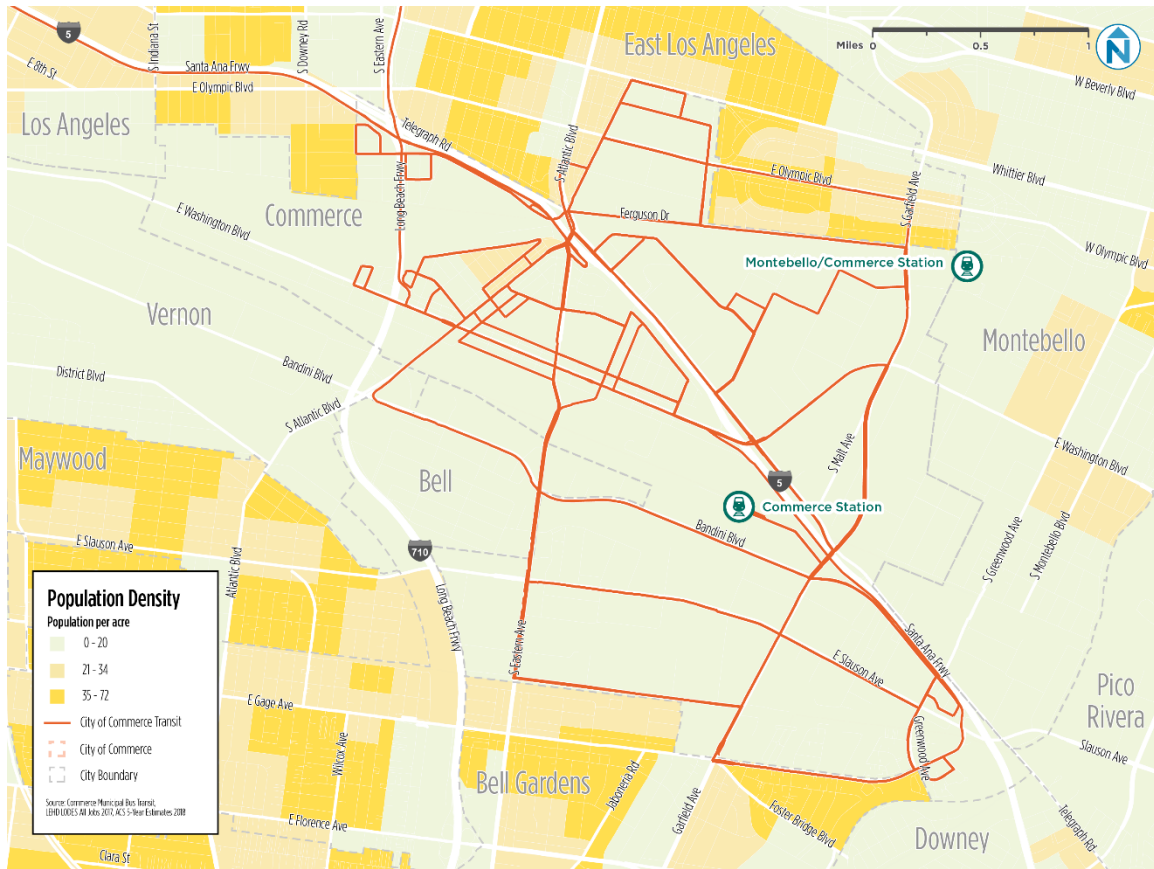 5
E 8th St
S Indiana St
S Downey Rd
S Eastern Ave
Santa Ana Frwy
E Olympic Blvd
East Los Angeles
Miles 0 0.5 1
N
W Beverly Blvd
Los Angeles
Telegraph Rd
S Atlantic Blvd
Whittier Blvd
E Olympic Blvd
Long Beach Frwy
Commerce
S Garfield Ave
E Washington Blvd
Ferguson Dr
W Olympic Blvd
Montebello/Commerce Station
Vernon
Montebello
Bandini Blvd
District Blvd
S Atlantic Blvd
E Washington Blvd
S Malt Ave
Maywood
Bell
5
Commerce Station
Bandini Blvd
E Slauson Ave
Atlantic Blvd
710
S Greenwood Ave
S Montebello Blvd
Long Beach Frwy
Population Density
Population per acre
0 - 20
21 - 34
35 - 72
City of Commerce Transit
City of Commerce
City Boundary
Source: Commerce Municipal Bus Transit,
LEHD LODES All Jobs 2017, ACS 5-Year Estimates 2018
S Eastern Ave
E Slauson Ave
Santa Ana Frwy
Pico
Rivera
E Gage Ave
Wilcox Ave
Greenwood Ave
Slauson Ave
Bell Gardens
Jaboneria Rd
Garfield Ave
Foster Bridge Blvd
Telegraph Rd
Downey
E Florence Ave
Clara St